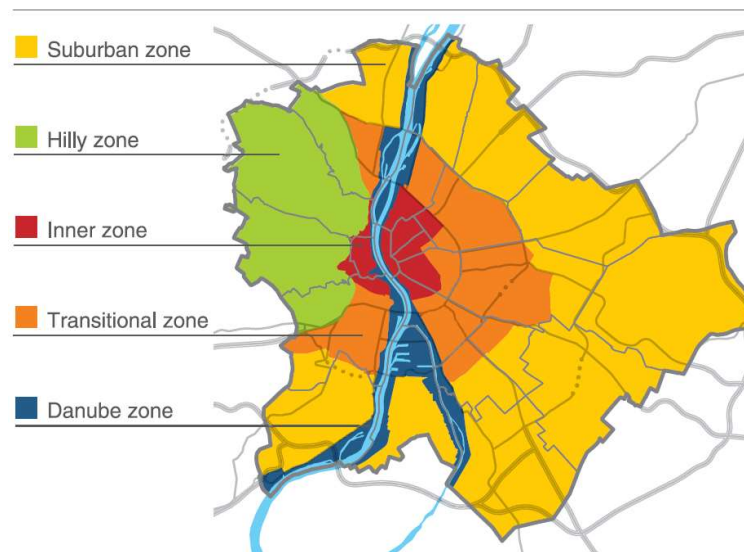 Suburban zone
Hilly zone
Inner zone
Transitional zone
Danube zone